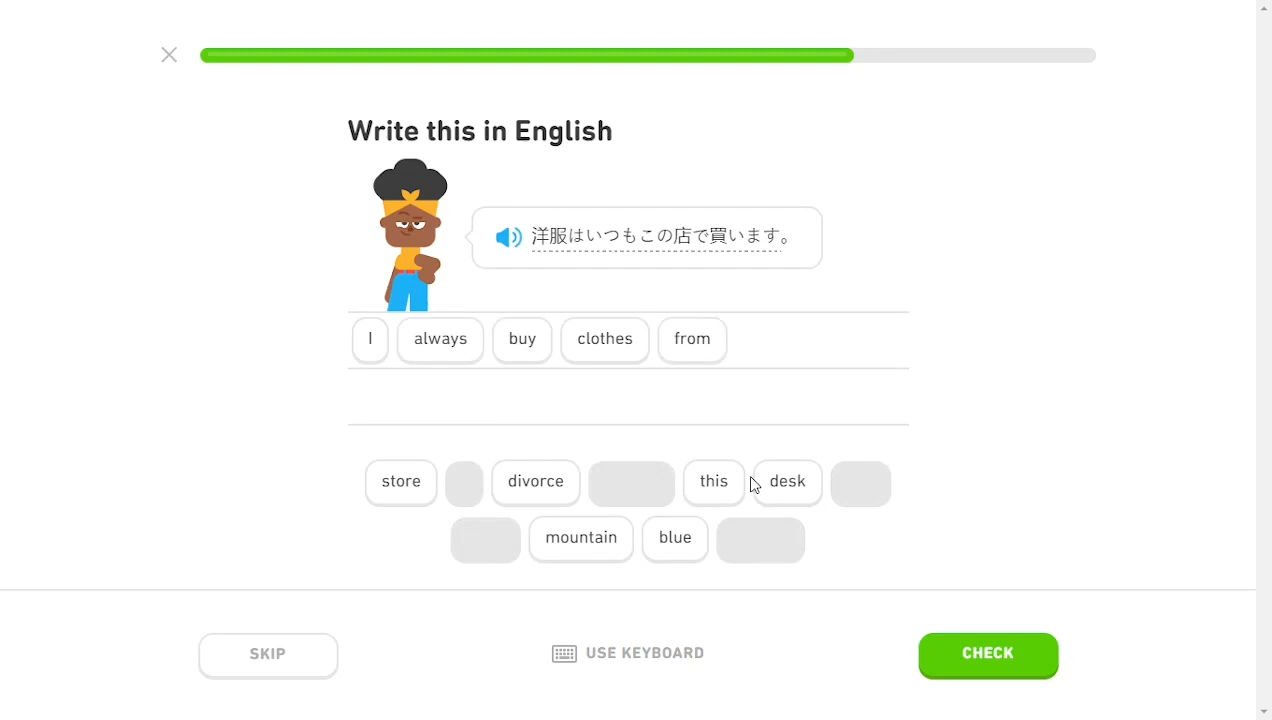 Write this in English
洋服はいつもこの店で買います。
I always buy clothes from
store divorce this desk
mountain blue
SKIP USE KEYBOARD CHECK